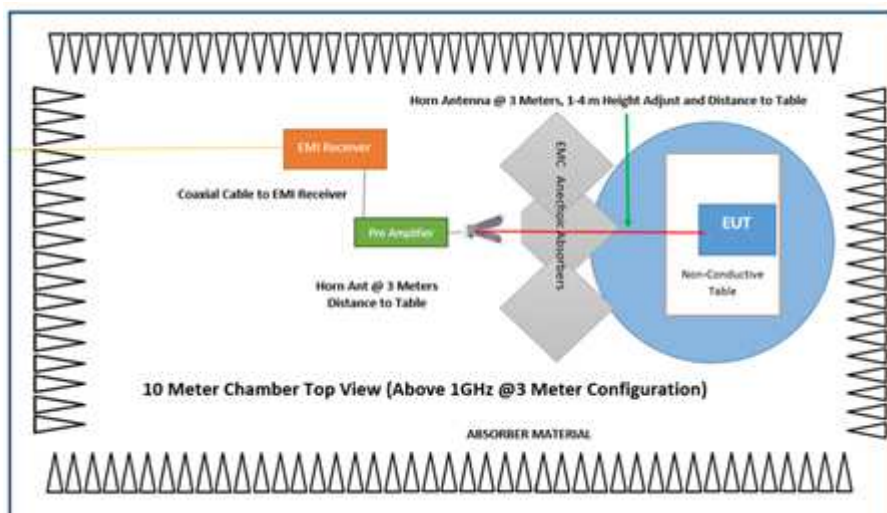 Horn Antenna @ 3 Meters, 1-4 m Height Adjust and Distance to Table
EMI Receiver
EMC Anechoic Absorbers
Coaxial Cable to EMI Receiver
Pre Amplifier
EUT
Non-Conductive
Table
Horn Ant @ 3 Meters
Distance to Table
10 Meter Chamber Top View (Above 1GHz @3 Meter Configuration)
ABSORBER MATERIAL